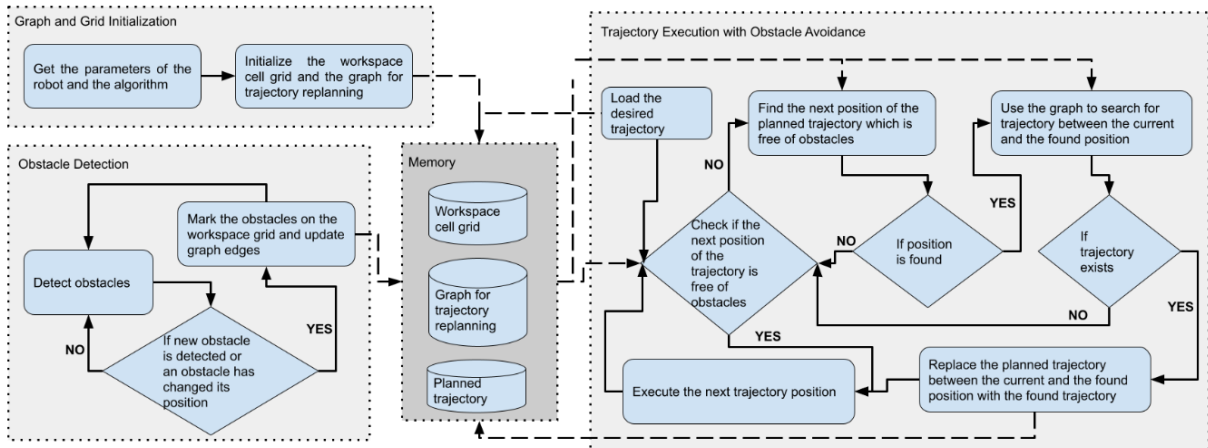 Graph and Grid Initialization
Get the parameters of the
robot and the algorithm
Initialize the workspace
cell grid and the graph for
trajectory replanning
Obstacle Detection
Mark the obstacles on the
workspace grid and update
graph edges
Detect obstacles
If new obstacle
is detected or
an obstacle has
changed its
position
NO
YES
Memory
Workspace
cell grid
Graph for
trajectory
replanning
Planned
trajectory
Trajectory Execution with Obstacle Avoidance
Load the
desired
trajectory
Find the next position of the
planned trajectory which is
free of obstacles
Use the graph to search for
trajectory between the current
and the found position
NO
YES
Check if the
next position
of the
trajectory is
free of
obstacles
NO
If position
is found
If
trajectory
exists
NO
YES
YES
Execute the next trajectory position
Replace the planned trajectory
between the current and the found
position with the found trajectory